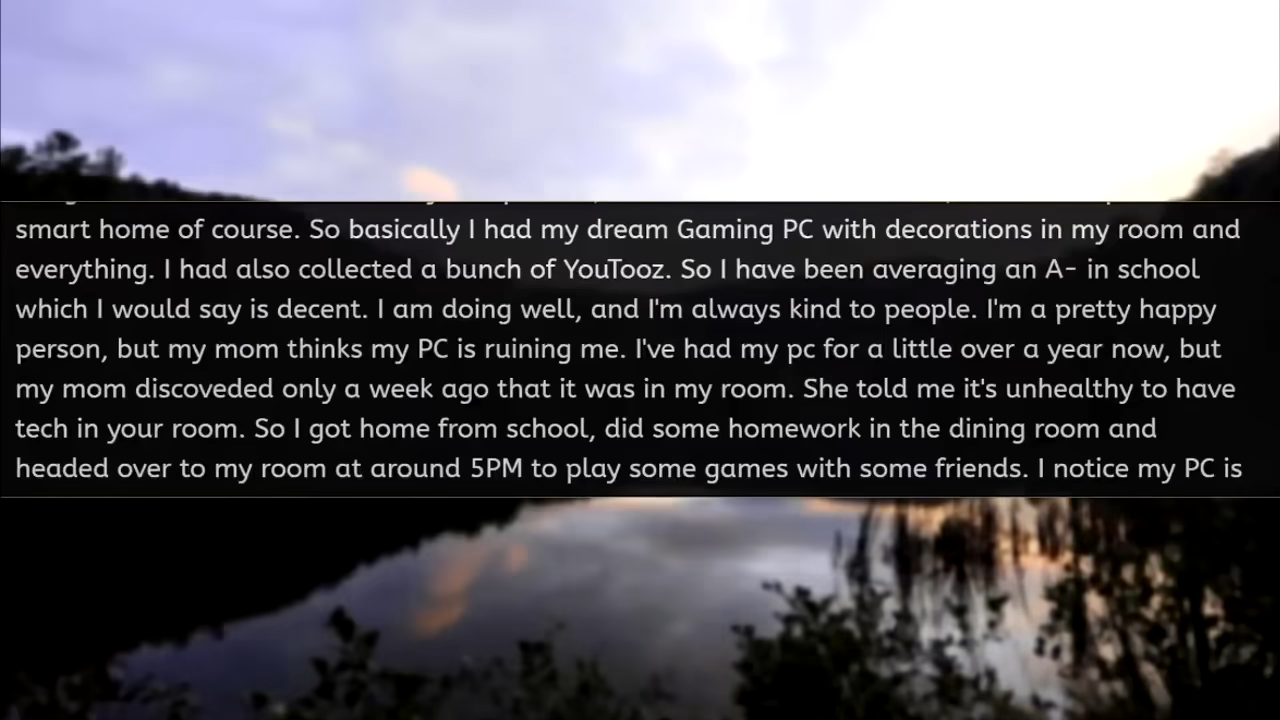 smart home of course. So basically I had my dream Gaming PC with decorations in my room and
everything. I had also collected a bunch of YouTooz. So I have been averaging an A- in school
which I would say is decent. I am doing well, and I'm always kind to people. I'm a pretty happy
person, but my mom thinks my PC is ruining me. I've had my pc for a little over a year now, but
my mom discoveded only a week ago that it was in my room. She told me it's unhealthy to have
tech in your room. So I got home from school, did some homework in the dining room and
headed over to my room at around 5PM to play some games with some friends. I notice my PC is